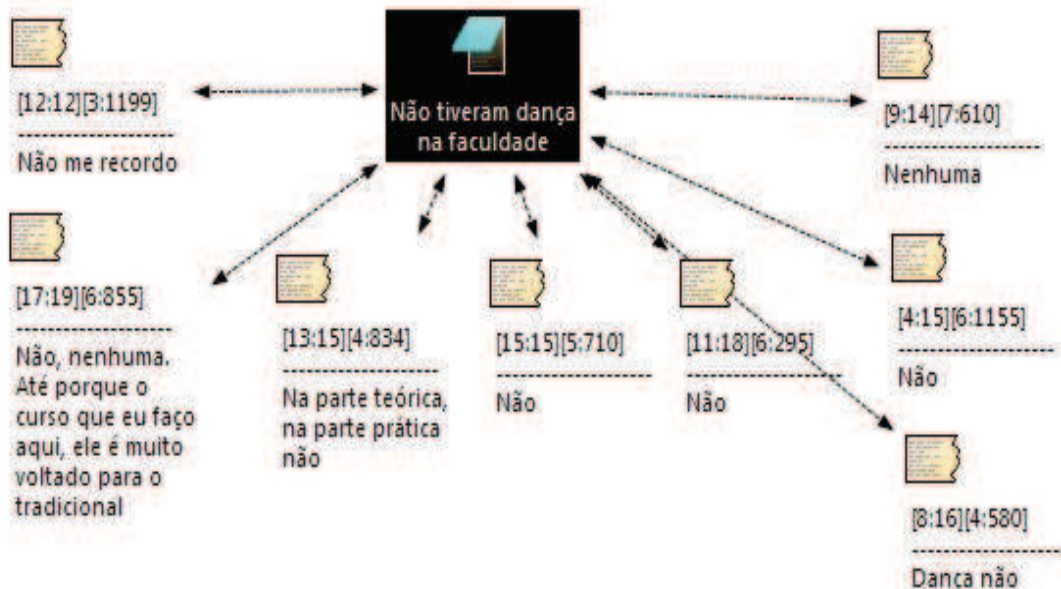 Não tiveram dança
na faculdade
[12:12][3:1199]
Não me recordo
[9:14][7:610]
Nenhuma
[17:19][6:855]
Não, nenhuma.
Até porque o
curso que eu faço
aqui, ele é muito
voltado para o
tradicional
[13:15][4:834]
Na parte teórica,
na parte prática
não
[15:15][5:710]
Não
[11:18][6:295]
Não
[4:15][6:1155]
Não
[8:16][4:580]
Dança não